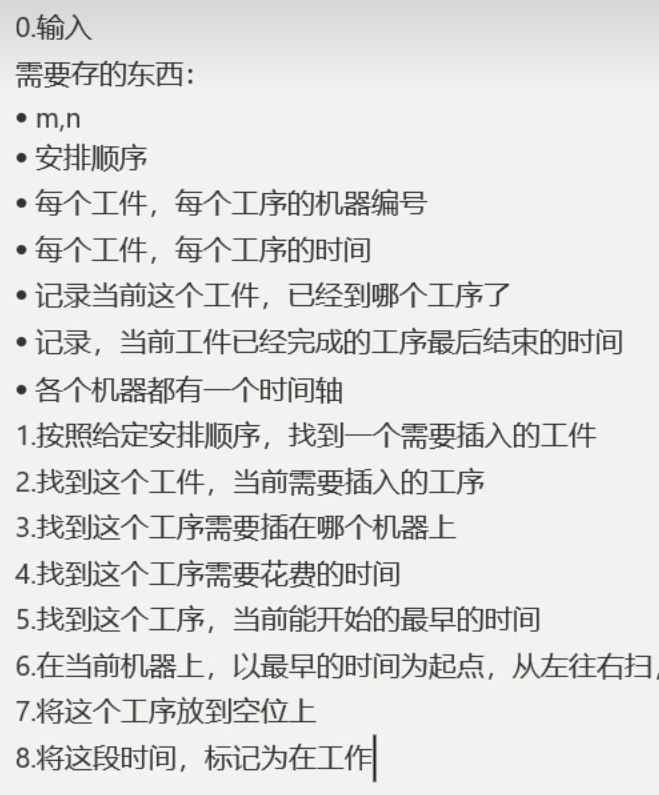 0.输入
需要存的东西：
• m,n
• 安排顺序
• 每个工件，每个工序的机器编号
• 每个工件，每个工序的时间
• 记录当前这个工件，已经到哪个工序了
• 记录，当前工件已经完成的工序最后结束的时间
• 各个机器都有一个时间轴
1.按照给定安排顺序，找到一个需要插入的工件
2.找到这个工件，当前需要插入的工序
3.找到这个工序需要插在哪个机器上
4.找到这个工序需要花费的时间
5.找到这个工序，当前能开始的最早的时间
6.在当前机器上，以最早的时间为起点，从左往右扫，
7.将这个工序放到空位上
8.将这段时间，标记为在工作